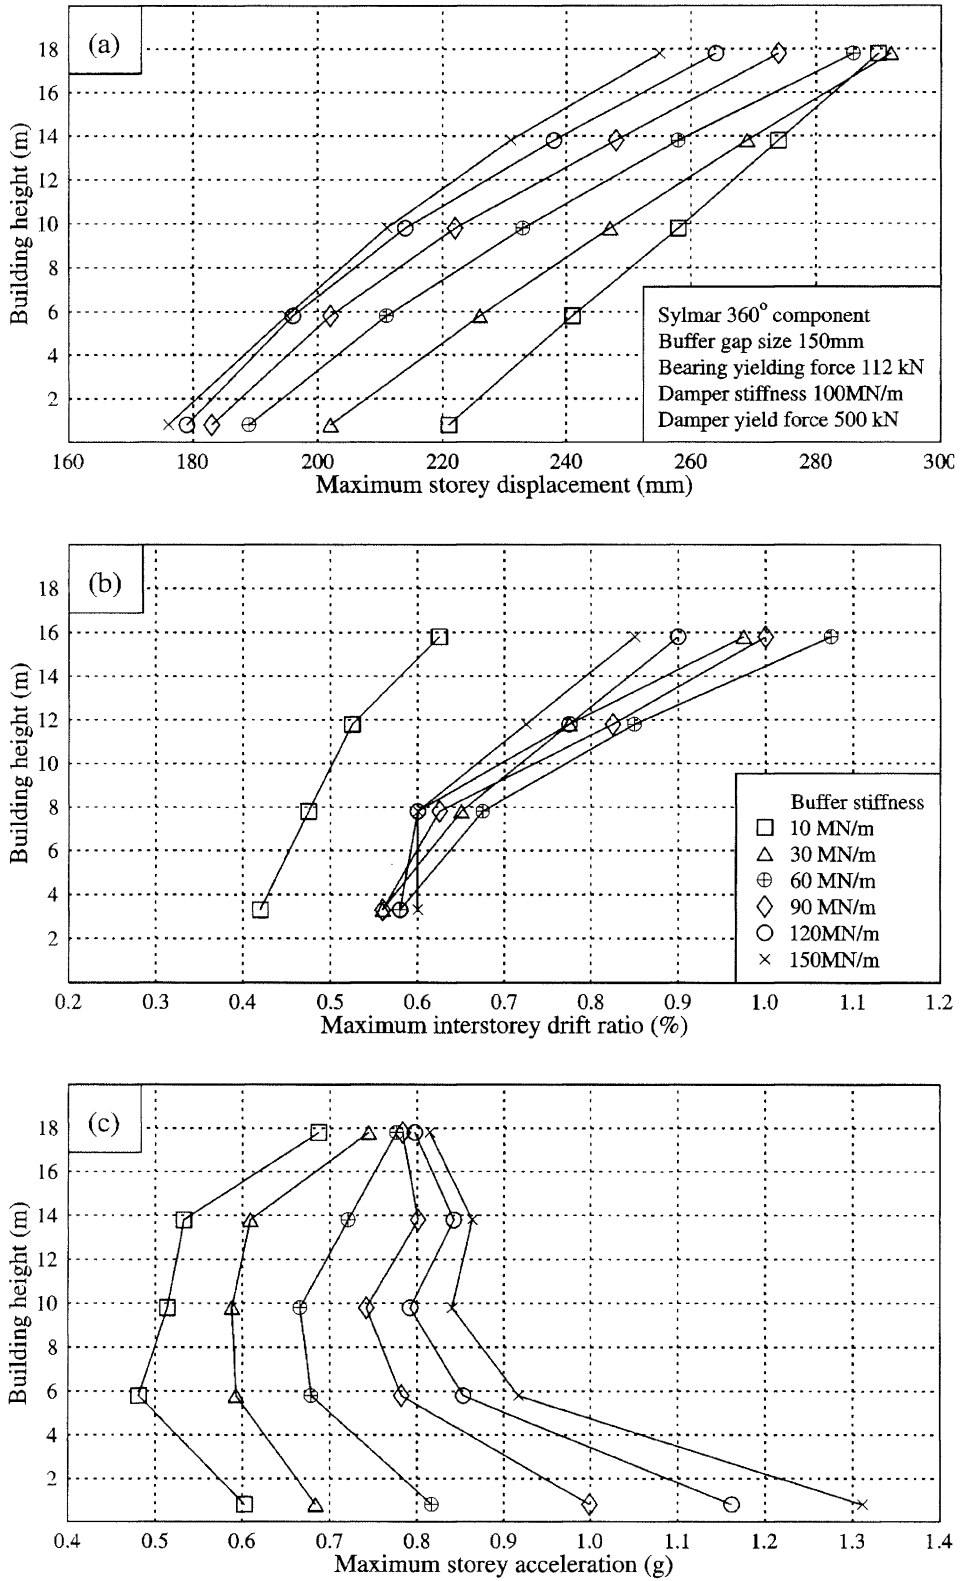 (a)
18
16
14
12
10
8
6
4
2
Building height (m)
Sylmar 360° component
Buffer gap size 150mm
Bearing yielding force 112 kN
Damper stiffness 100MN/m
Damper yield force 500 kN
160 180 200 220 240 260 280 300
Maximum storey displacement (mm)
(b)
18
16
14
12
10
8
6
4
2
Building height (m)
Buffer stiffness
10 MN/m
30 MN/m
60 MN/m
90 MN/m
120MN/m
150MN/m
0.2 0.3 0.4 0.5 0.6 0.7 0.8 0.9 1.0 1.1 1.2
Maximum interstorey drift ratio (%)
(c)
18
16
14
12
10
8
6
4
2
Building height (m)
0.4 0.5 0.6 0.7 0.8 0.9 1.0 1.1 1.2 1.3 1.4
Maximum storey acceleration (g)